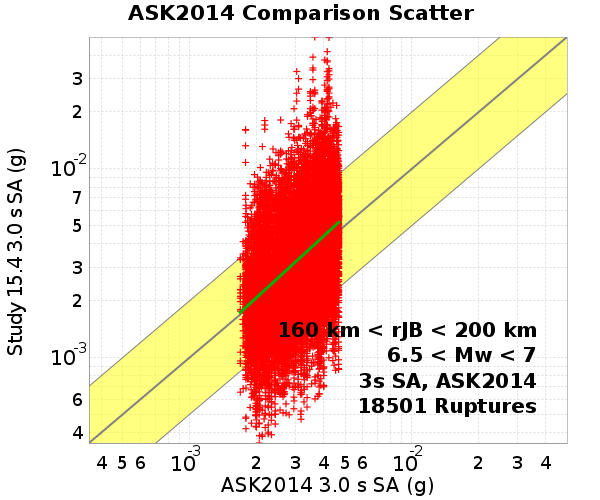 ASK2014 Comparison Scatter
Study 15.4 3.0 s SA (g)
3
2
10-2
7
5
3
2
10-3
6
4
160 km < rJB < 200 km
6.5 < Mw < 7
3s SA, ASK2014
18501 Ruptures
4 5 6 10-3 2 3 4 5 6 10-2 2 3 4
ASK2014 3.0 s SA (g)